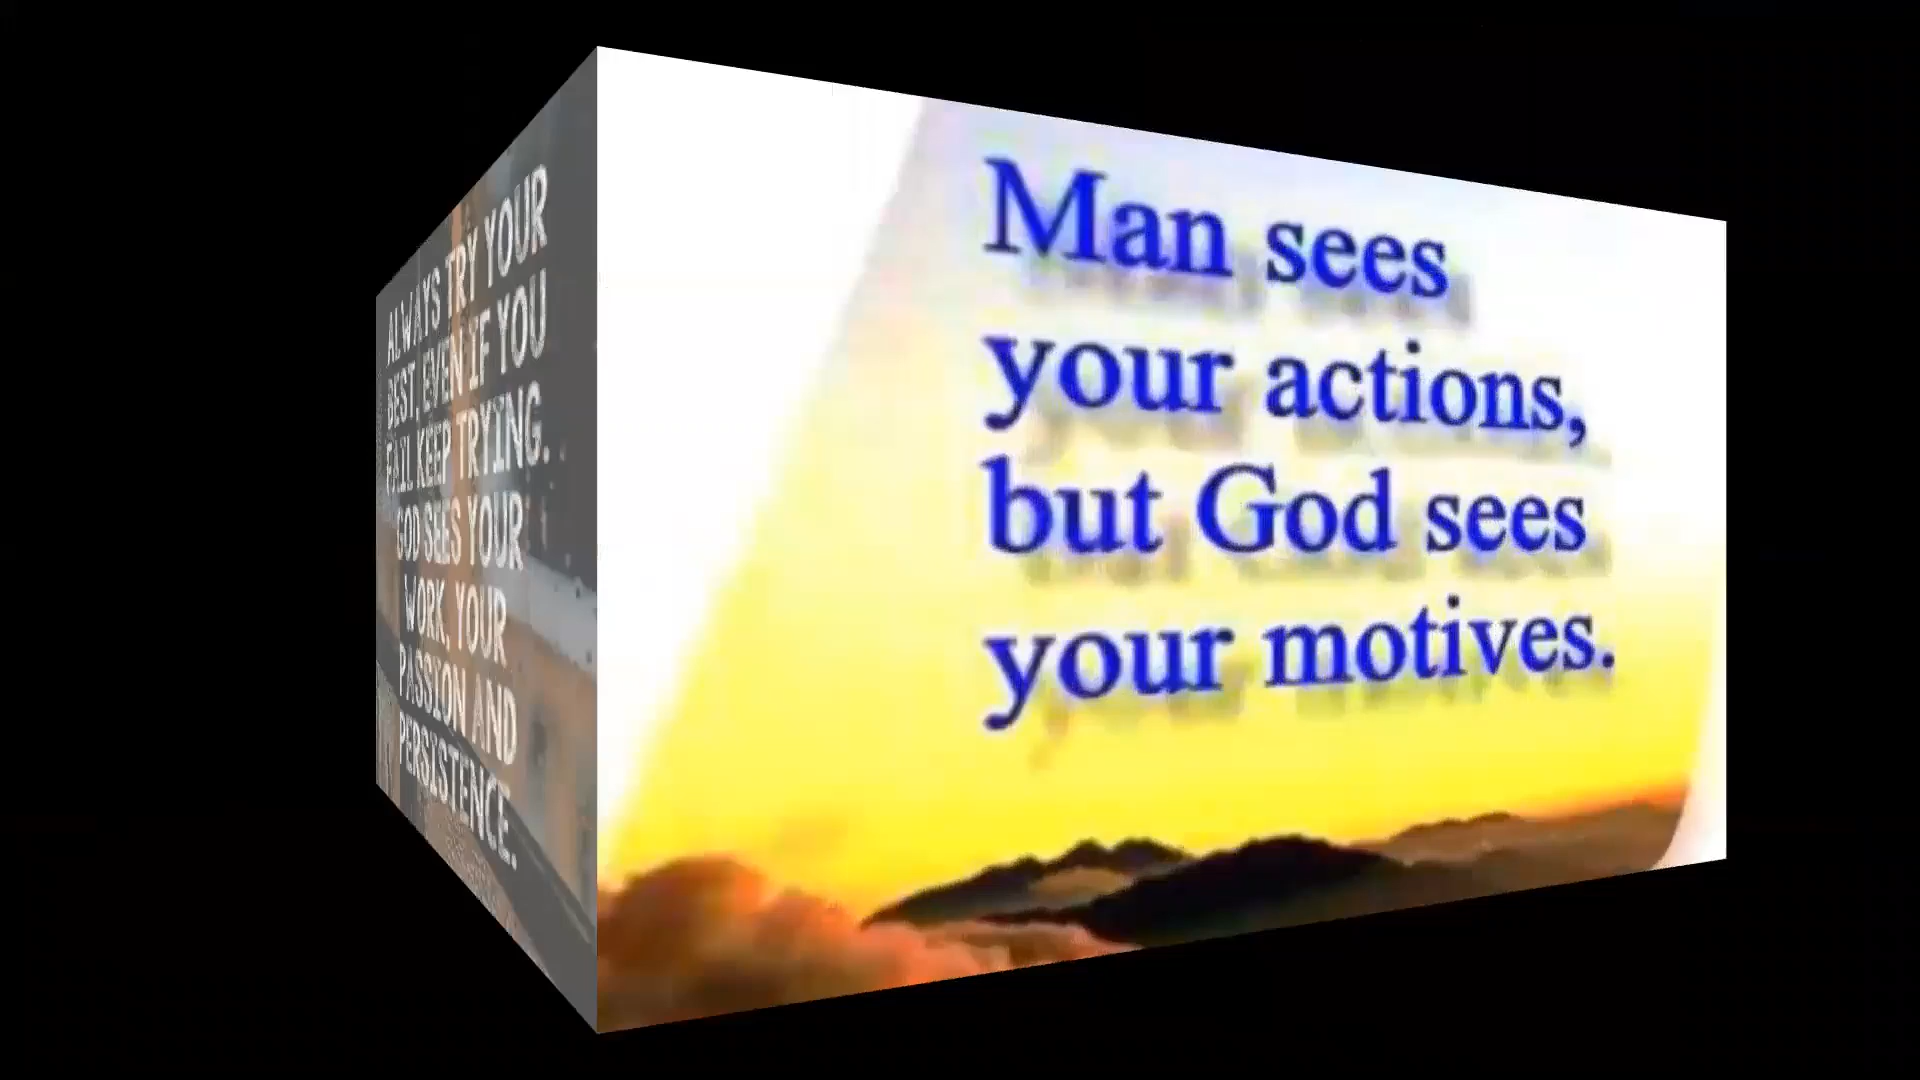 ALWAYS TRY YOUR
BEST, EVEN IF YOU
FAIL KEEP TRYING.
GOD SEES YOUR
WORK, YOUR
PASSION AND
PERSISTENCE.
Man sees
your actions,
but God sees
your motives.